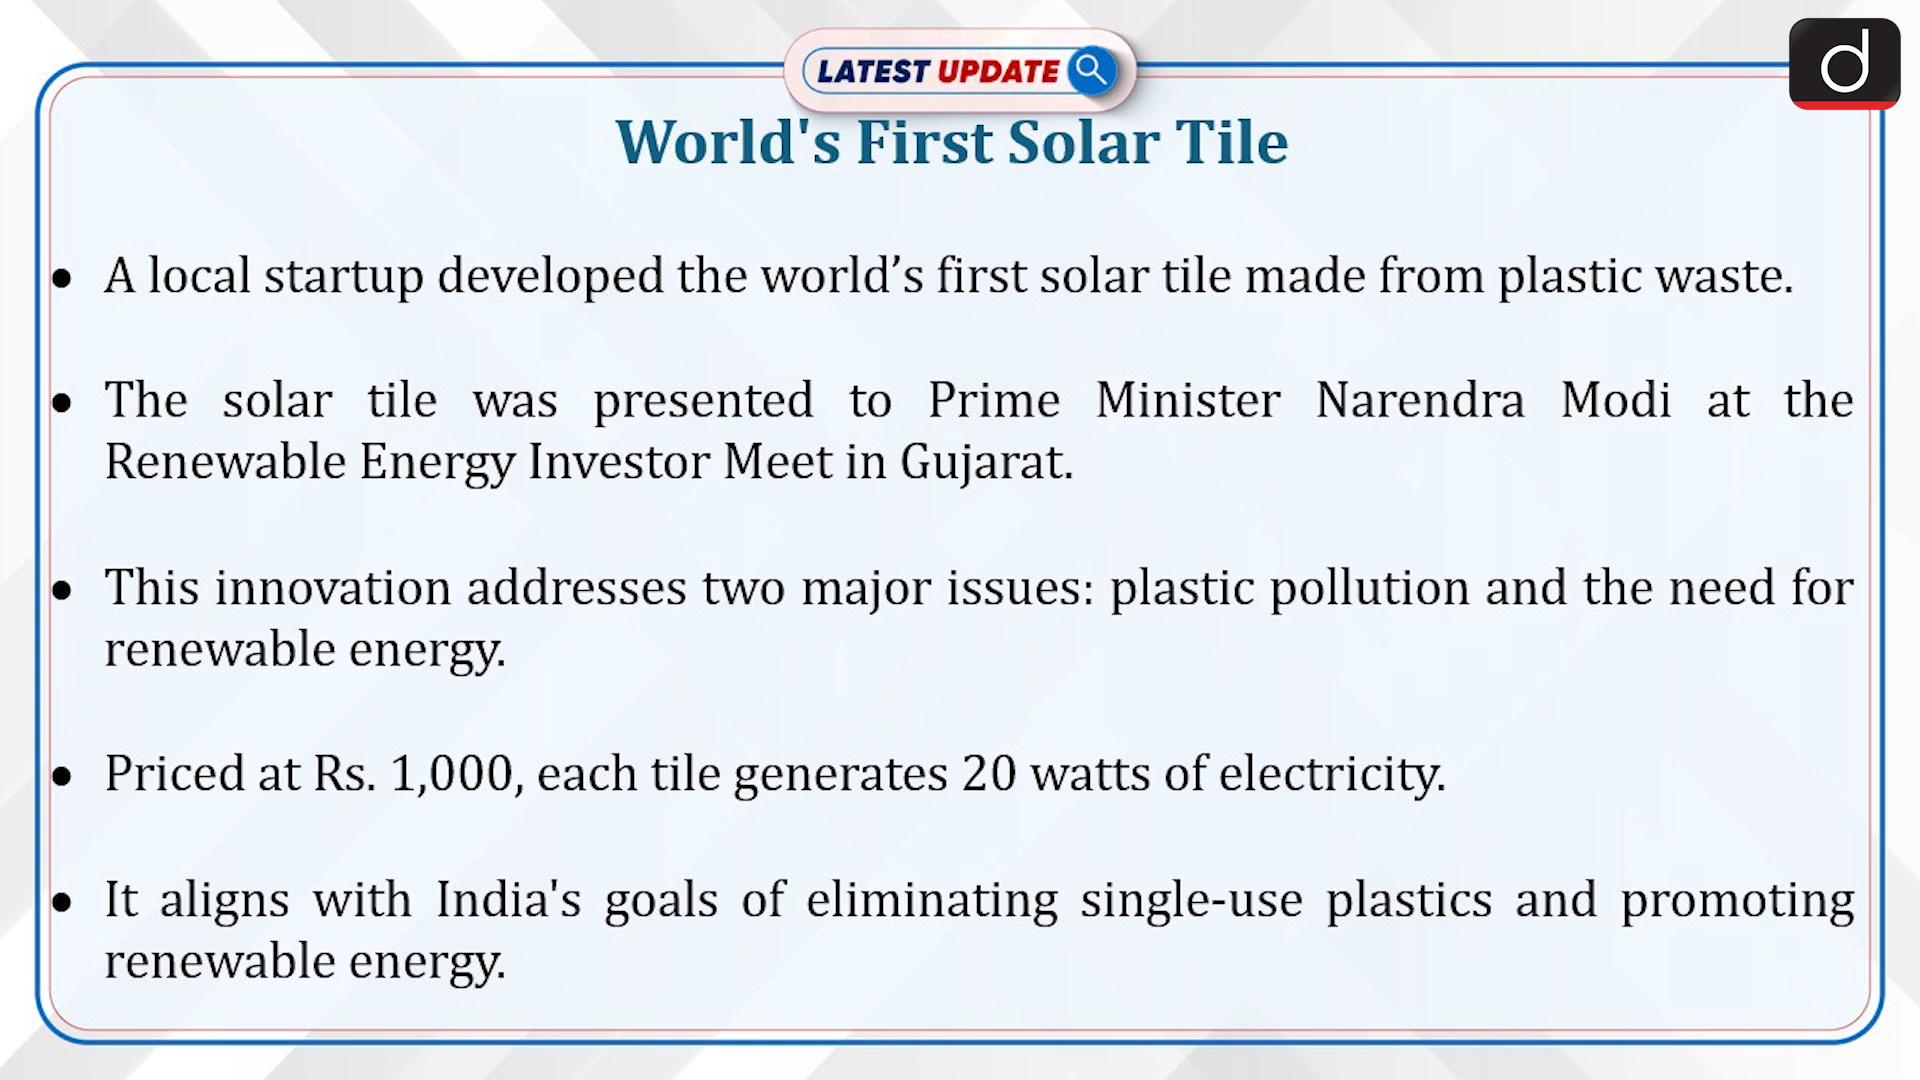 LATEST UPDATE
d
World's First Solar Tile
• A local startup developed the world’s first solar tile made from plastic waste.
• The solar tile was presented to Prime Minister Narendra Modi at the
Renewable Energy Investor Meet in Gujarat.
• This innovation addresses two major issues: plastic pollution and the need for
renewable energy.
• Priced at Rs. 1,000, each tile generates 20 watts of electricity.
• It aligns with India's goals of eliminating single-use plastics and promoting
renewable energy.